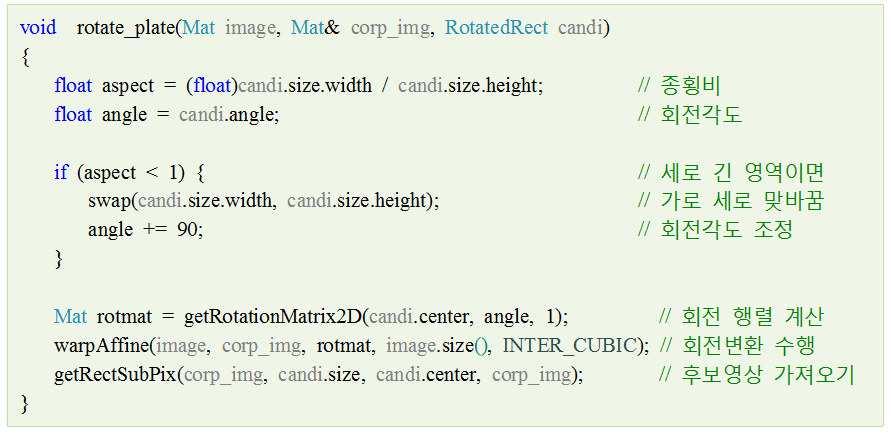 void rotate_plate(Mat image, Mat& corp_img, RotatedRect candi)
{
float aspect = (float)candi.size.width / candi.size.height; // 종횡비
float angle = candi.angle; // 회전각도
if (aspect < 1) { // 세로 긴 영역이면
swap(candi.size.width, candi.size.height); // 가로 세로 맞바꿈
angle += 90; // 회전각도 조정
}
Mat rotmat = getRotationMatrix2D(candi.center, angle, 1); // 회전 행렬 계산
warpAffine(image, corp_img, rotmat, image.size(), INTER_CUBIC); // 회전변환 수행
getRectSubPix(corp_img, candi.size, candi.center, corp_img); // 후보영상 가져오기
}